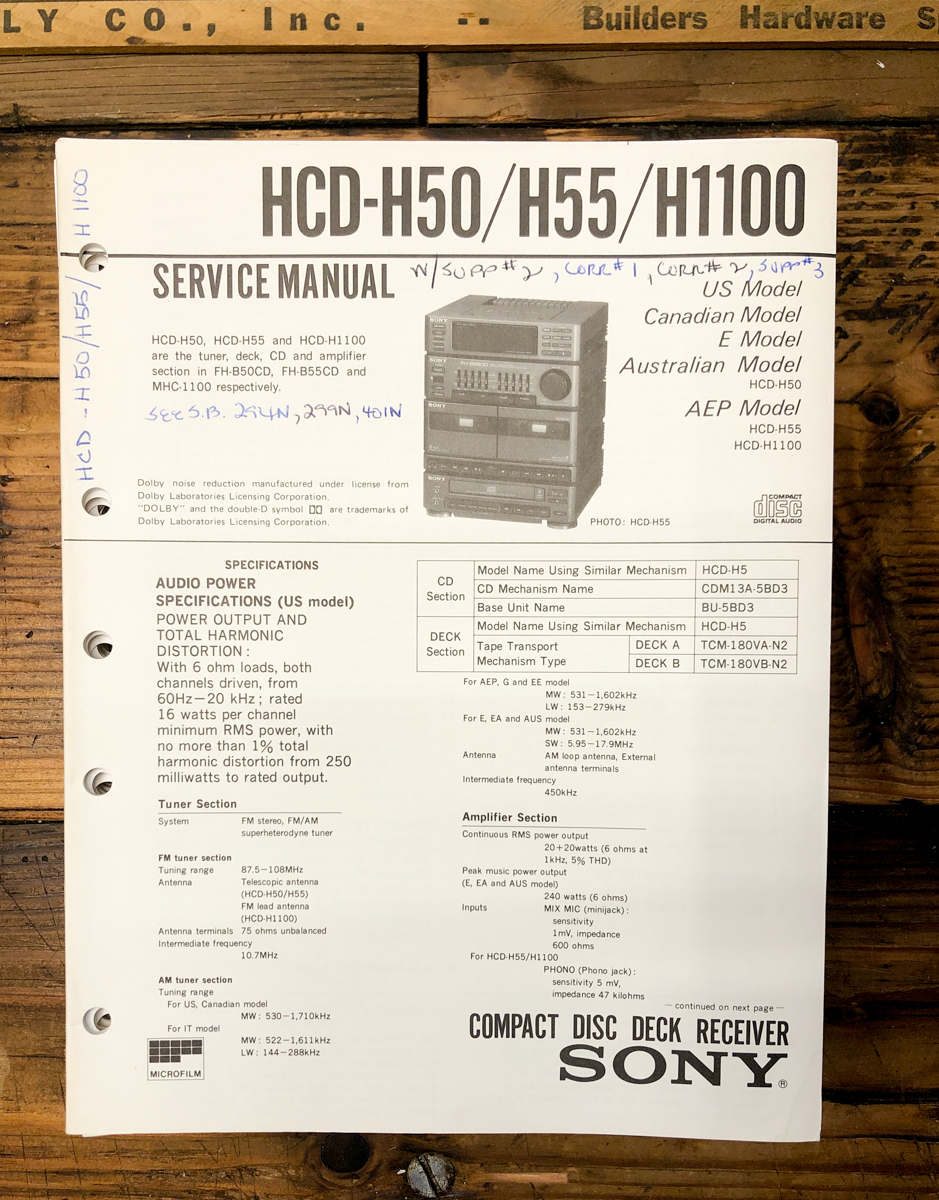 LY CO., Inc. -- Builders Hardware S
HCD-H50/H55/H1100
HCD-H50/H55/H1100
SERVICE MANUAL
W/SUPP#2, CORR#1, CORR#2, SUPP#3
US Model
Canadian Model
E Model
Australian Model
HCD-H50
AEP Model
HCD-H55
HCD-H1100
HCD-H50, HCD-H55 and HCD-H1100
are the tuner, deck, CD and amplifier
section in FH-B50CD, FH-B55CD and
MHC-1100 respectively.
SEE S.B. 294N, 299N, 401N
SONY
SONY
SONY
SONY
Dolby noise reduction manufactured under license from
Dolby Laboratories Licensing Corporation.
"DOLBY" and the double-D symbol are trademarks of
Dolby Laboratories Licensing Corporation.
PHOTO: HCD-H55
COMPACT
disc
DIGITAL AUDIO
SPECIFICATIONS
AUDIO POWER
SPECIFICATIONS (US model)
POWER OUTPUT AND
TOTAL HARMONIC
DISTORTION:
With 6 ohm loads, both
channels driven, from
60Hz—20 kHz; rated
16 watts per channel
minimum RMS power, with
no more than 1% total
harmonic distortion from 250
milliwatts to rated output.
Tuner Section
System FM stereo, FM/AM
superheterodyne tuner
FM tuner section
Tuning range 87.5—108MHz
Antenna Telescopic antenna
(HCD-H50/H55)
FM lead antenna
(HCD-H1100)
Antenna terminals 75 ohms unbalanced
Intermediate frequency
10.7MHz
AM tuner section
Tuning range
For US, Canadian model
MW: 530—1,710kHz
For IT model
MW: 522—1,611kHz
LW: 144—288kHz
MICROFILM
CD Section Model Name Using Similar Mechanism HCD-H5
CD Mechanism Name CDM13A-5BD3
Base Unit Name BU-5BD3
DECK Section Model Name Using Similar Mechanism HCD-H5
Tape Transport Mechanism Type DECK A TCM-180VA-N2
DECK B TCM-180VB-N2
For AEP, G and EE model
MW: 531—1,602kHz
LW: 153—279kHz
For E, EA and AUS model
MW: 531—1,602kHz
SW: 5.95—17.9MHz
Antenna AM loop antenna, External
antenna terminals
Intermediate frequency
450kHz
Amplifier Section
Continuous RMS power output
20+20watts (6 ohms at
1kHz, 5% THD)
Peak music power output
(E, EA and AUS model)
240 watts (6 ohms)
Inputs MIX MIC (minijack):
sensitivity
1mV, impedance
600 ohms
For HCD-H55/H1100
PHONO (Phono jack):
sensitivity 5 mV,
impedance 47 kilohms
— continued on next page —
COMPACT DISC DECK RECEIVER
SONY®